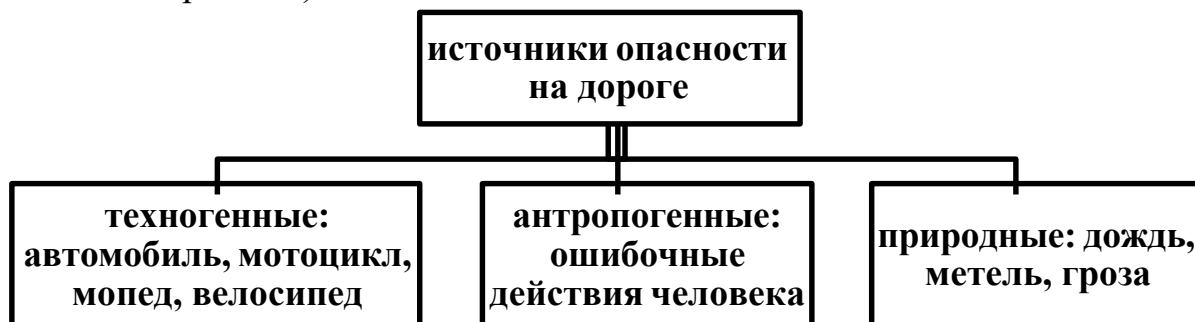 источники опасности
на дороге
техногенные:
автомобиль, мотоцикл,
мопед, велосипед
антропогенные:
ошибочные
действия человека
природные: дождь,
метель, гроза